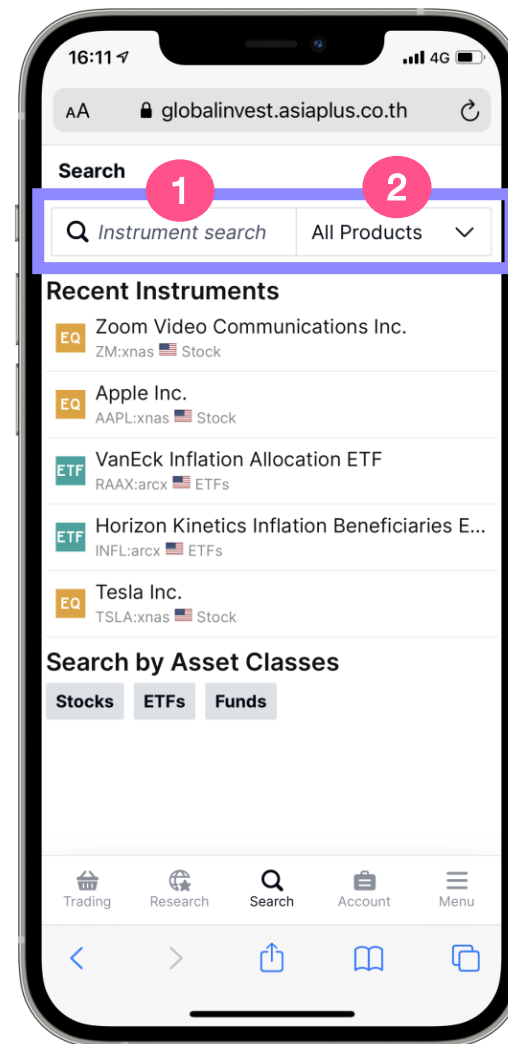 16:11 4G
AA globalinvest.asiaplus.co.th
Search
1 2
Instrument search All Products
Recent Instruments
EQ Zoom Video Communications Inc.
ZM:xnas Stock
EQ Apple Inc.
AAPL:xnas Stock
ETF VanEck Inflation Allocation ETF
RAAX:arcx ETFs
ETF Horizon Kinetics Inflation Beneficiaries E...
INFL:arcx ETFs
EQ Tesla Inc.
TSLA:xnas Stock
Search by Asset Classes
Stocks ETFs Funds
Trading Research Search Account Menu